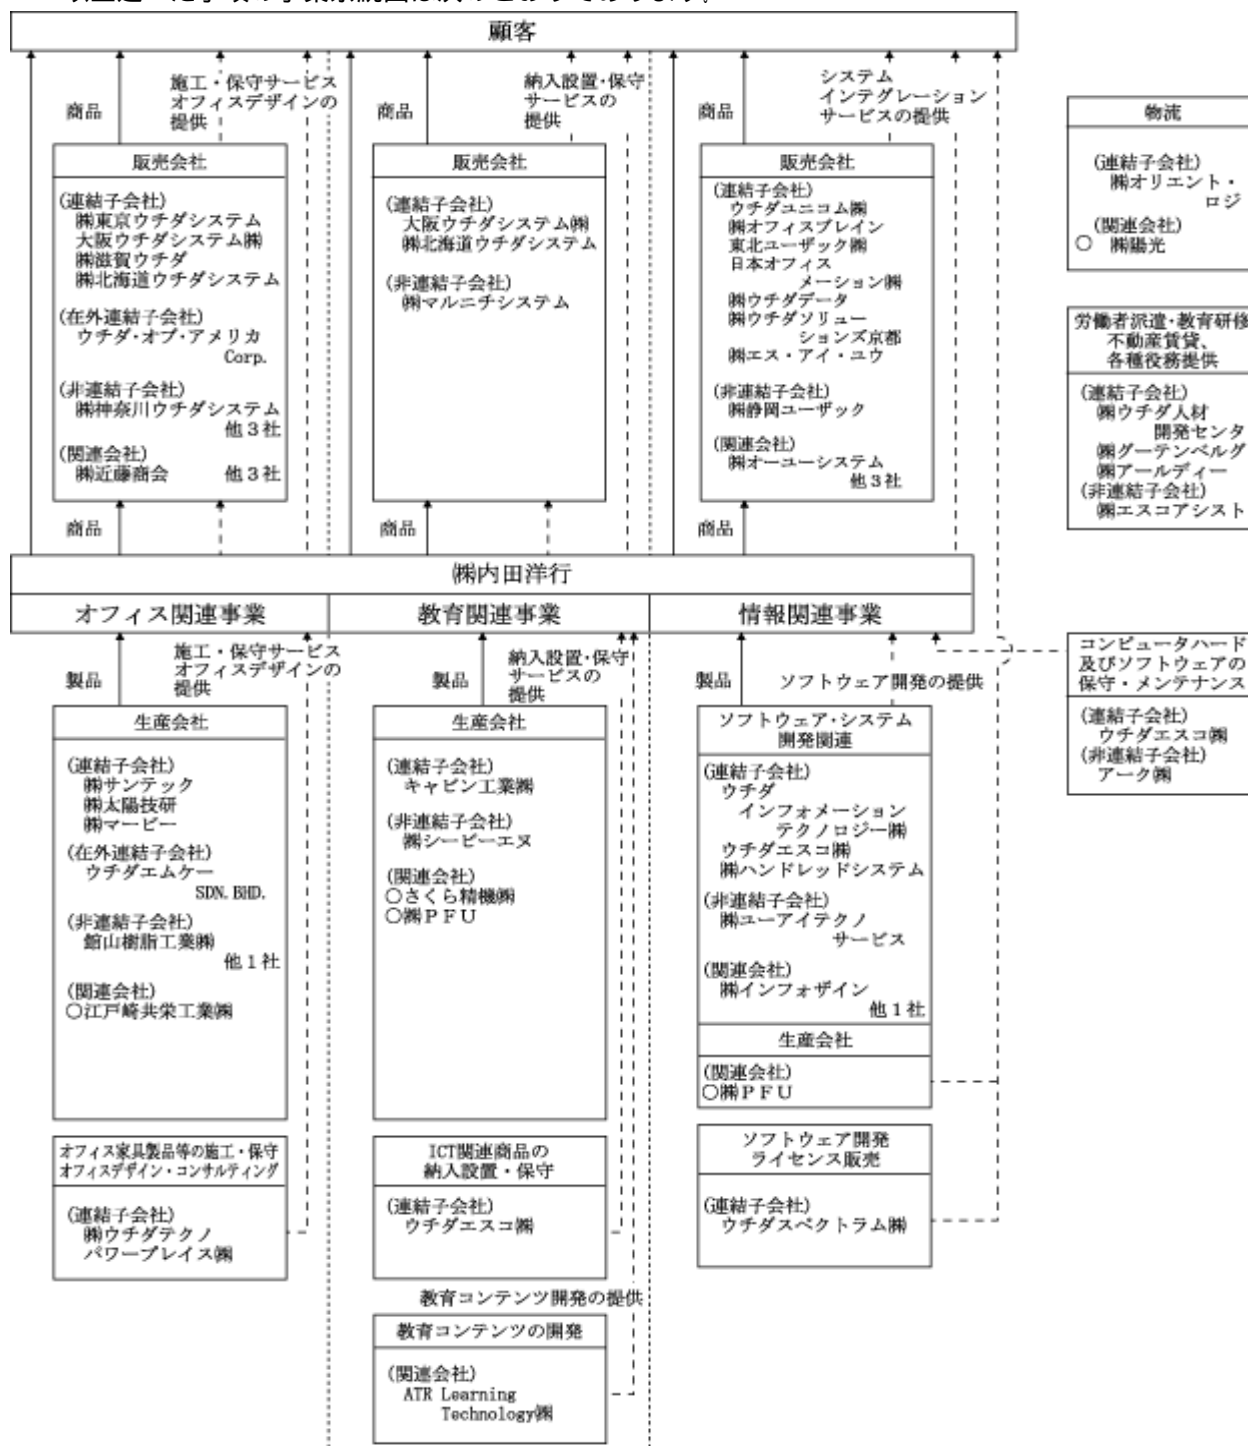 顧客
施工・保守サービス
オフィスデザインの
提供
商品
納入設置・保守
サービスの
提供
商品
システム
インテグレーション
サービスの提供
商品
販売会社
(連結子会社)
㈱東京ウチダシステム
大阪ウチダシステム㈱
㈱滋賀ウチダ
㈱北海道ウチダシステム
(在外連結子会社)
ウチダ・オブ・アメリカ
Corp.
(非連結子会社)
㈱神奈川ウチダシステム
他3社
(関連会社)
㈱近藤商会 他3社
商品
販売会社
(連結子会社)
大阪ウチダシステム㈱
㈱北海道ウチダシステム
(非連結子会社)
㈱マルニチシステム
商品
販売会社
(連結子会社)
ウチダユニコム㈱
㈱オフィスブレイン
東北ユーザック㈱
日本オフィス
メーション㈱
㈱ウチダデータ
㈱ウチダソリュー
ションズ京都
㈱エス・アイ・ユウ
(非連結子会社)
㈱静岡ユーザック
(関連会社)
㈱オーユーシステム
他3社
商品
物流
(連結子会社)
㈱オリエント・
ロジ
(関連会社)
○ ㈱陽光
労働者派遣・教育研修
不動産賃貸、
各種役務提供
(連結子会社)
㈱ウチダ人材
開発センタ
㈱グーテンベルグ
㈱アールディー
(非連結子会社)
㈱エスコアシスト
㈱内田洋行
オフィス関連事業
教育関連事業
情報関連事業
施工・保守サービス
オフィスデザインの
提供
製品
納入設置・保守
サービスの
提供
製品
製品
ソフトウェア開発の提供
コンピュータハード
及びソフトウェアの
保守・メンテナンス
(連結子会社)
ウチダエスコ㈱
(非連結子会社)
アーク㈱
生産会社
(連結子会社)
㈱サンテック
㈱太陽技研
㈱マービー
(在外連結子会社)
ウチダエムケー
SDN. BHD.
(非連結子会社)
館山樹脂工業㈱
他1社
(関連会社)
○江戸崎共栄工業㈱
生産会社
(連結子会社)
キャビン工業㈱
(非連結子会社)
㈱シービーエヌ
(関連会社)
○さくら精機㈱
○㈱PFU
ソフトウェア・システム
開発関連
(連結子会社)
ウチダ
インフォメーション
テクノロジー㈱
ウチダエスコ㈱
㈱ハンドレッドシステム
(非連結子会社)
㈱ユーアイテクノ
サービス
(関連会社)
㈱インフォザイン
他1社
生産会社
(関連会社)
○㈱PFU
オフィス家具製品等の施工・保守
オフィスデザイン・コンサルティング
(連結子会社)
㈱ウチダテクノ
パワープレイス㈱
ICT関連商品の
納入設置・保守
(連結子会社)
ウチダエスコ㈱
ソフトウェア開発
ライセンス販売
(連結子会社)
ウチダスペクトラム㈱
教育コンテンツ開発の提供
教育コンテンツの開発
(関連会社)
ATR Learning
Technology㈱